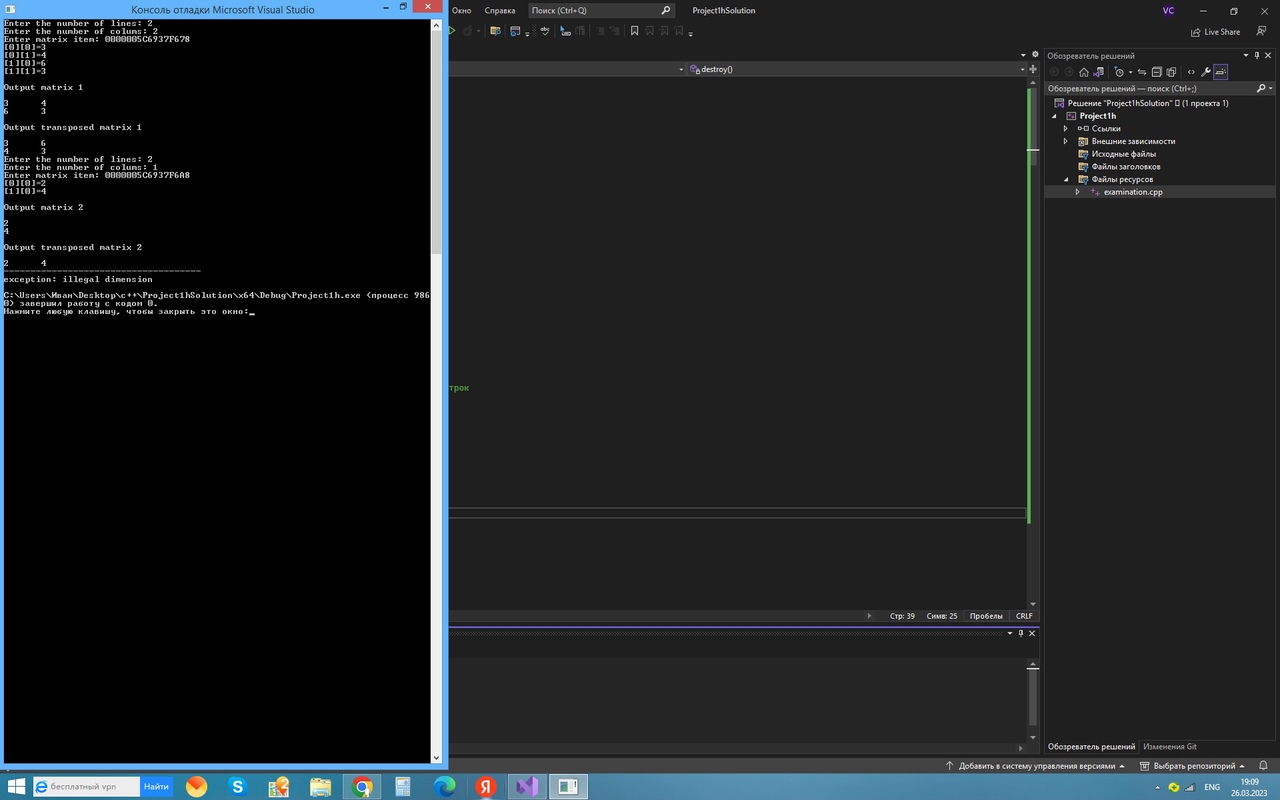 Консоль отладки Microsoft Visual Studio
Enter the number of lines: 2
Enter the number of colums: 2
Enter matrix item: 0000005C6937F678
[0][0]=3
[0][1]=4
[1][0]=6
[1][1]=3
Output matrix 1
3 4
6 3
Output transposed matrix 1
3 6
4 3
Enter the number of lines: 2
Enter the number of colums: 1
Enter matrix item: 0000005C6937F6A8
[0][0]=2
[1][0]=4
Output matrix 2
2
4
Output transposed matrix 2
2 4
-------------------------------------
exception: illegal dimension
C:\Users\Иван\Desktop\c++\Project1hSolution\x64\Debug\Project1h.exe (процесс 986
0) завершил работу с кодом 0.
Нажмите любую клавишу, чтобы закрыть это окно:_
Окно Справка Поиск (Ctrl+Q) Project1hSolution VC
Live Share
destroy()
трок
Стр: 39 Симв: 25 Пробелы CRLF
Обозреватель решений
Обозреватель решений — поиск (Ctrl+;)
Решение "Project1hSolution" (1 проекта 1)
Project1h
Ссылки
Внешние зависимости
Исходные файлы
Файлы заголовков
Файлы ресурсов
examination.cpp
Обозреватель решений Изменения Git
Добавить в систему управления версиями Выбрать репозиторий
бесплатный vpn Найти
ENG
19:09
26.03.2023